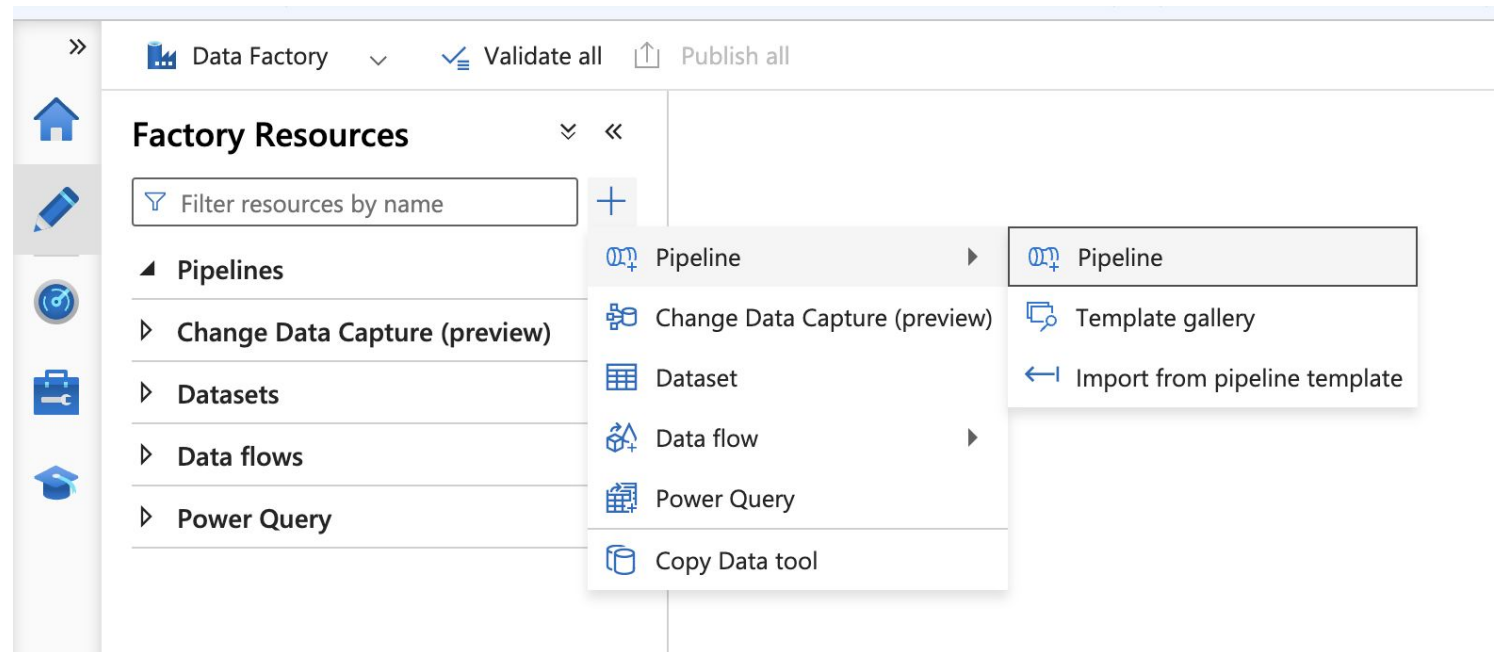 Data Factory
Validate all
Publish all
Factory Resources
Filter resources by name
Pipelines
Change Data Capture (preview)
Datasets
Data flows
Power Query
Pipeline
Change Data Capture (preview)
Dataset
Data flow
Power Query
Copy Data tool
Pipeline
Template gallery
Import from pipeline template